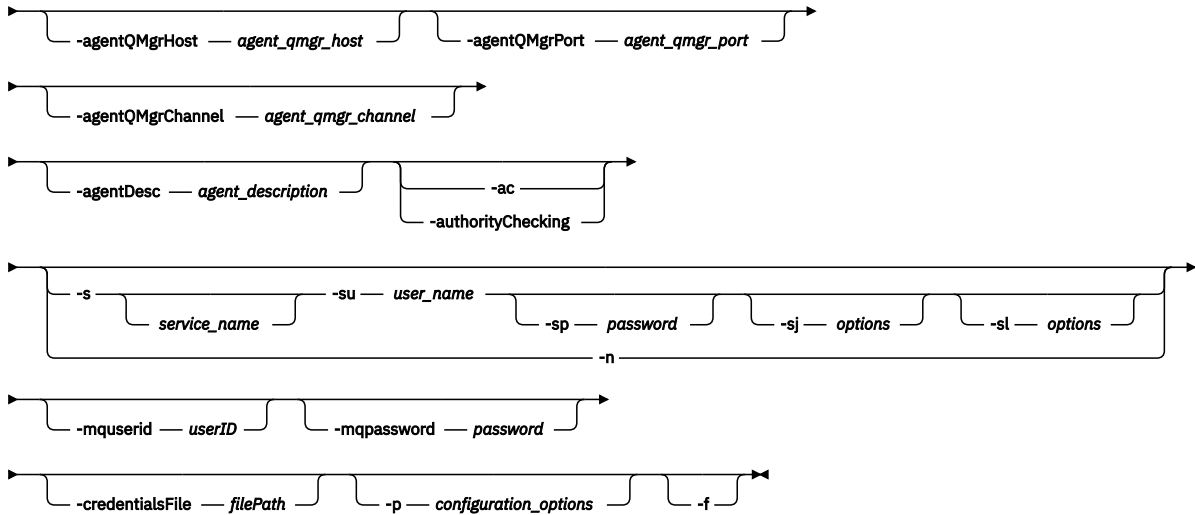 -agentQMgrHost agent_qmgr_host -agentQMgrPort agent_qmgr_port
-agentQMgrChannel agent_qmgr_channel
-agentDesc agent_description -ac
-authorityChecking
-s -su user_name
service_name -sp password -sj options -sl options
-n
-mquserid userID -mqpassword password
-credentialsFile filePath -p configuration_options -f